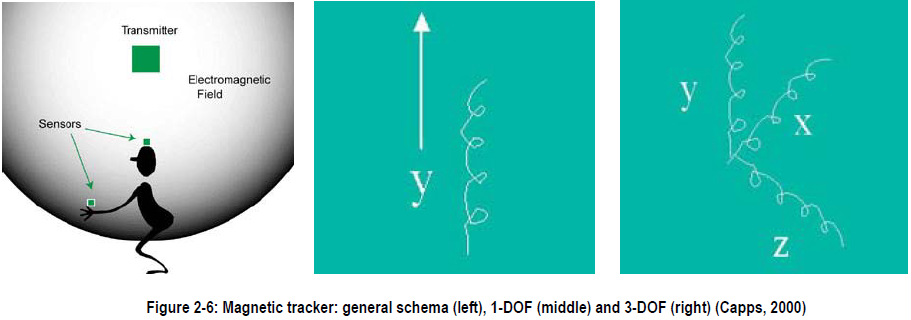 Transmitter
Electromagnetic
Field
Sensors
y
y
x
z
Figure 2-6: Magnetic tracker: general schema (left), 1-DOF (middle) and 3-DOF (right) (Capps, 2000)